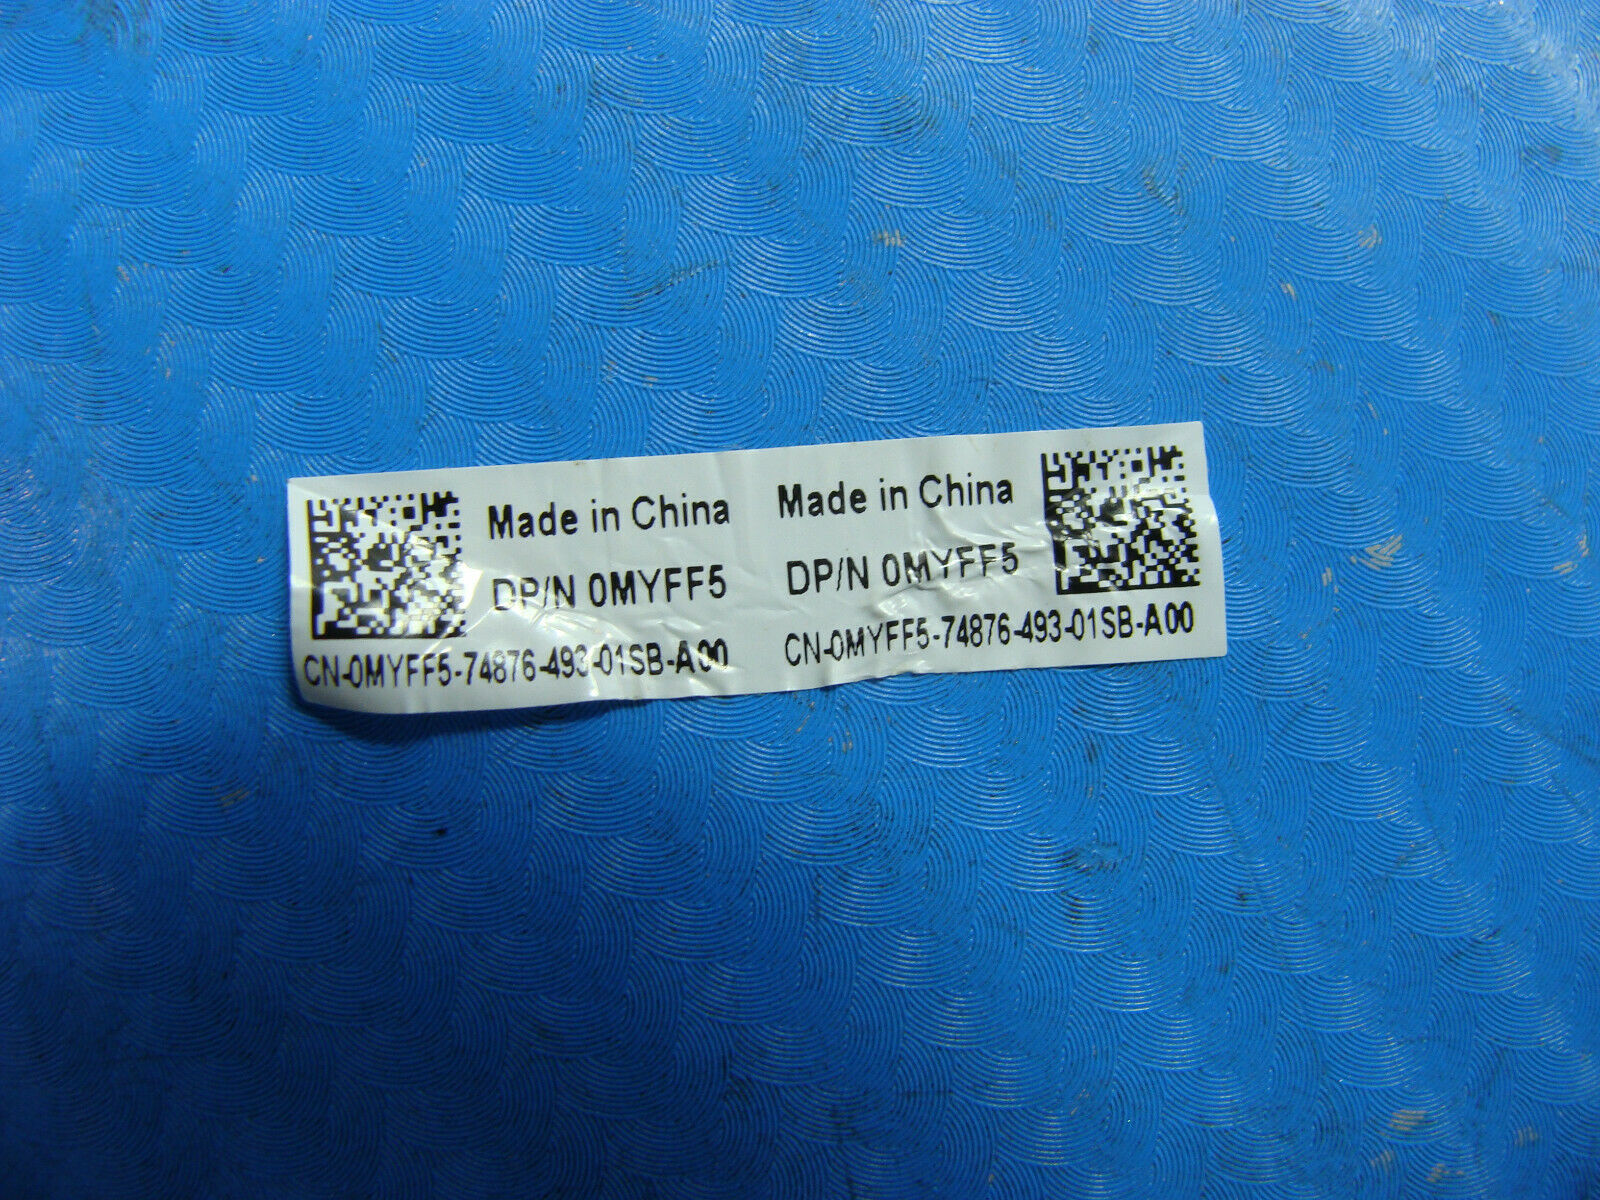 Made in China
DP/N 0MYFF5
CN-0MYFF5-74876-493-01SB-A00
Made in China
DP/N 0MYFF5
CN-0MYFF5-74876-493-01SB-A00